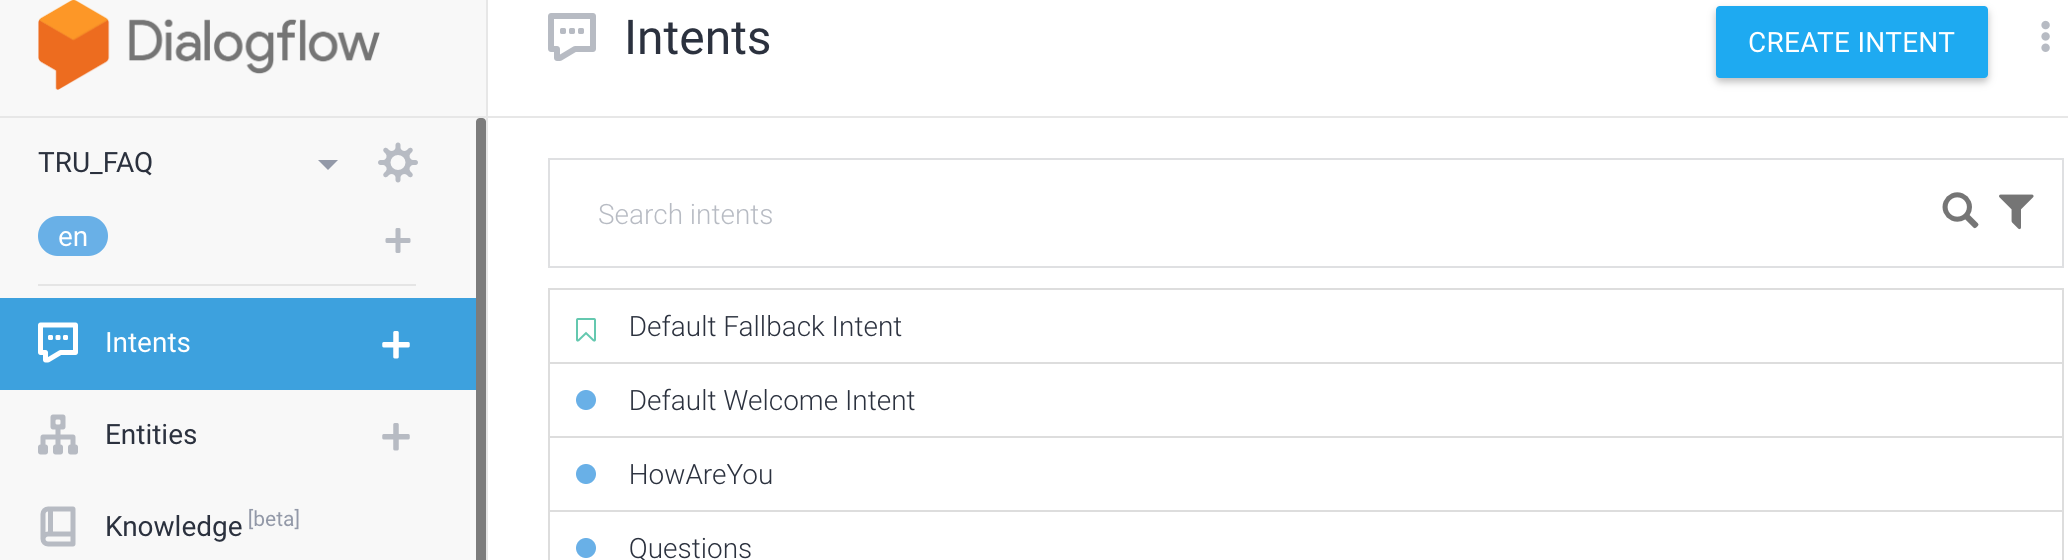 Dialogflow
TRU_FAQ
en
Intents
Entities
Knowledge [beta]
Intents
CREATE INTENT
Search intents
Default Fallback Intent
Default Welcome Intent
HowAreYou
Questions